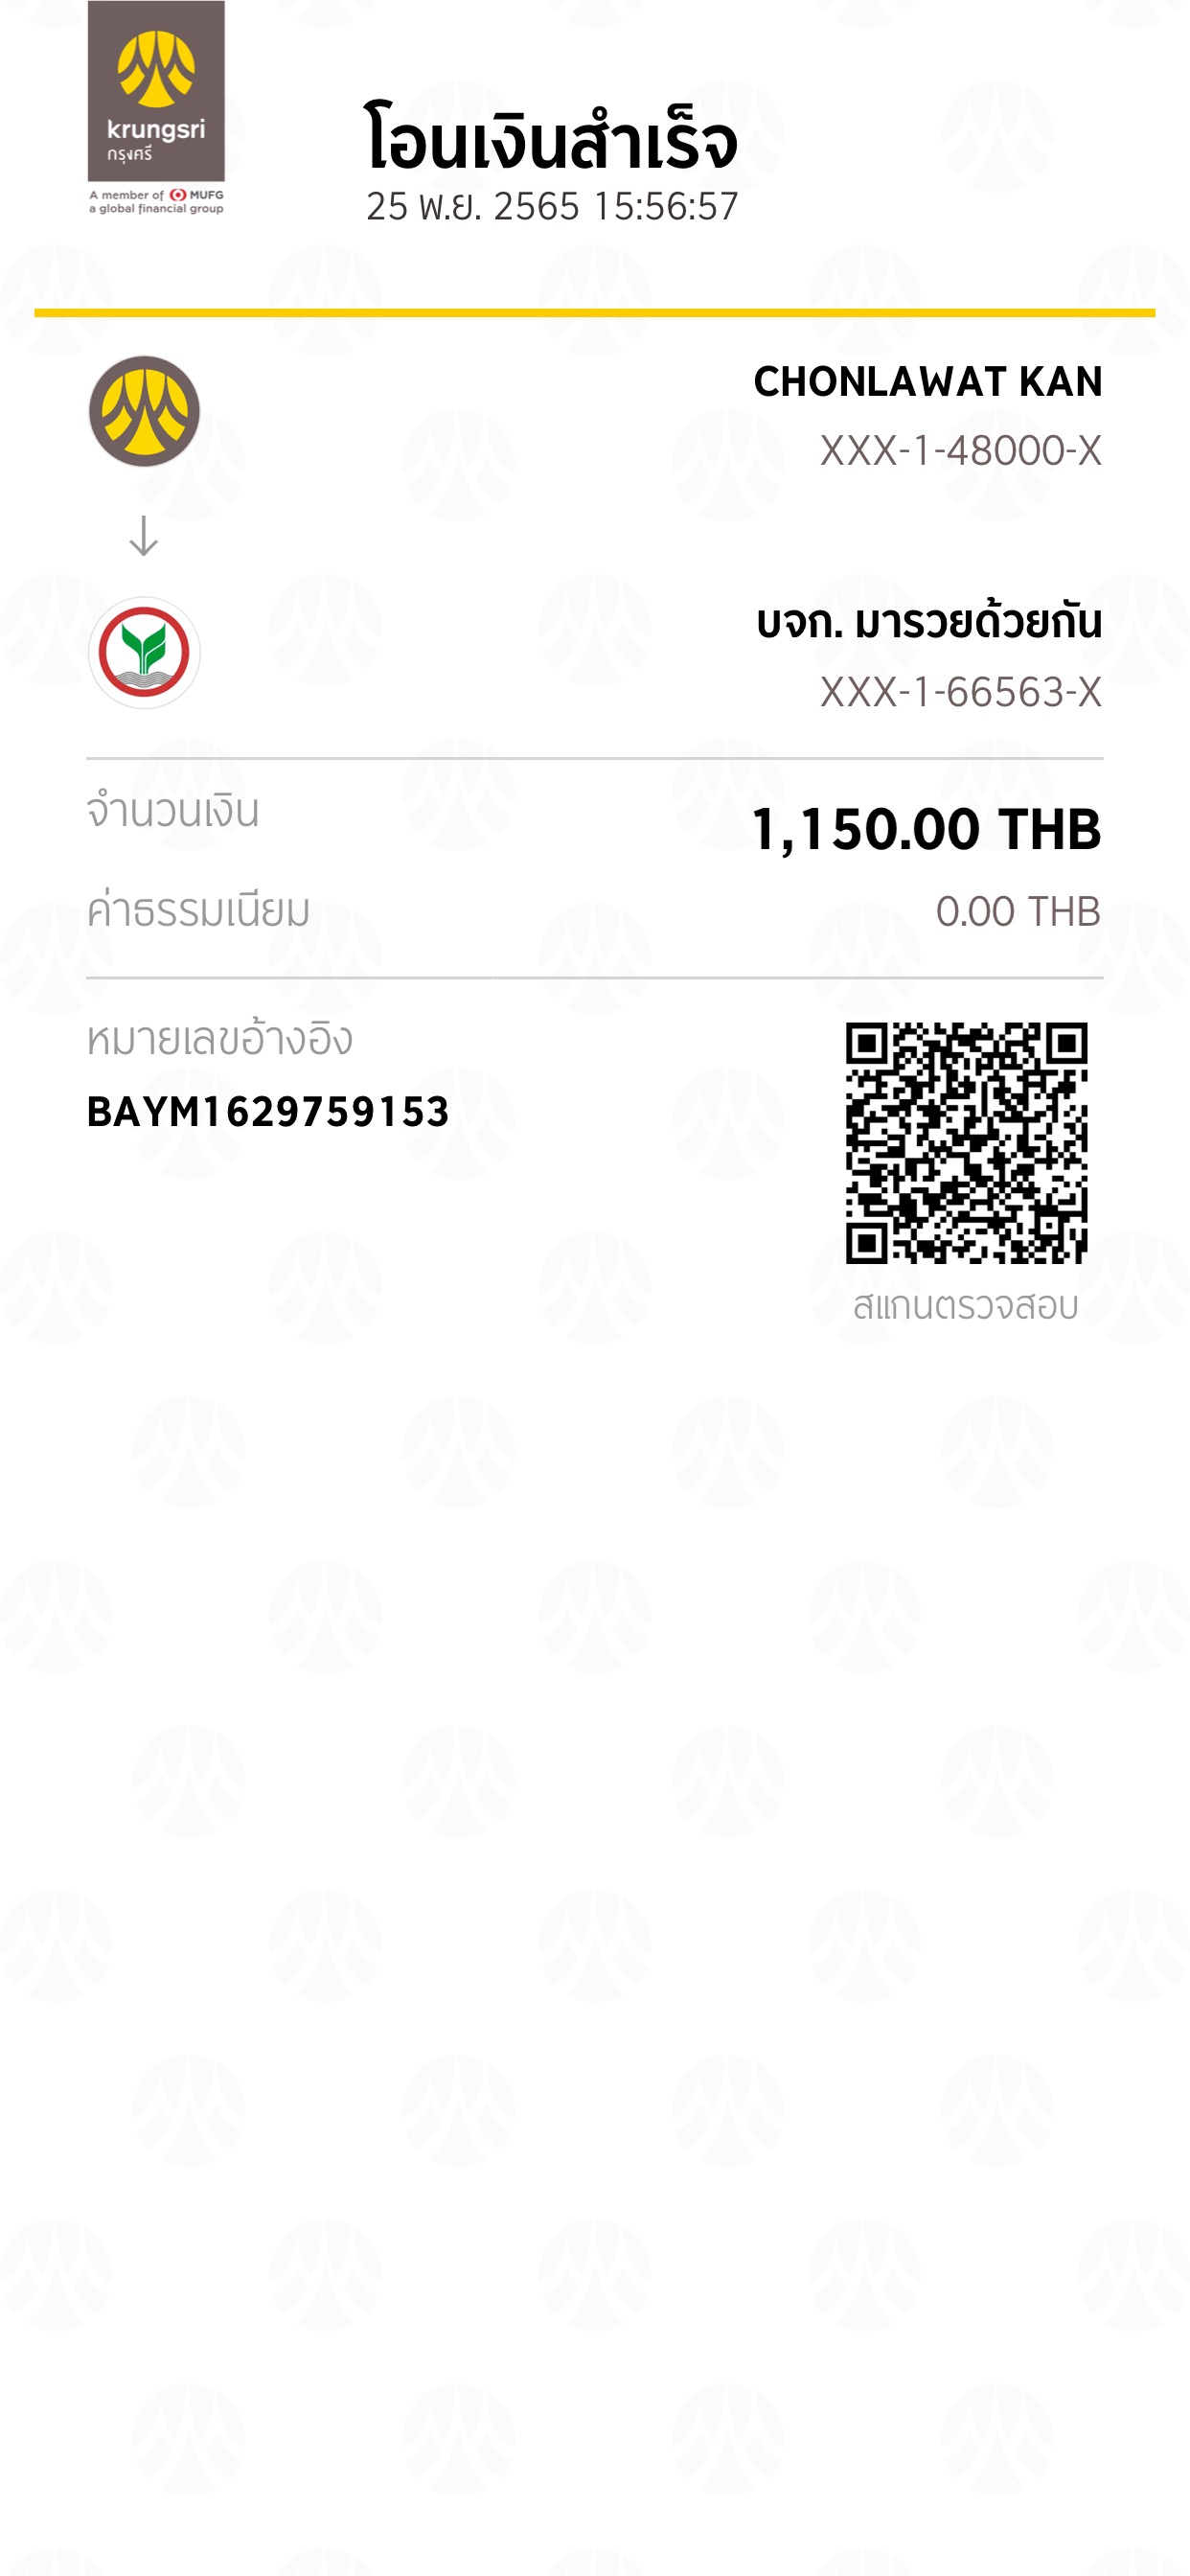 krungsri
กรุงศรี
A member of MUFG
a global financial group
โอนเงินสำเร็จ
25 พ.ย. 2565 15:56:57
CHONLAWAT KAN
XXX-1-48000-X
บจก. มารวยด้วยกัน
XXX-1-66563-X
จำนวนเงิน
1,150.00 THB
ค่าธรรมเนียม
0.00 THB
หมายเลขอ้างอิง
BAYM1629759153
สแกนตรวจสอบ